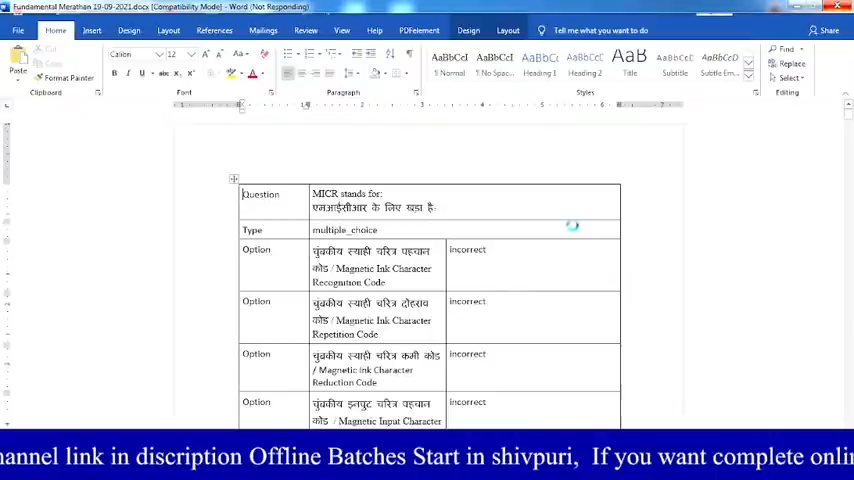 Fundamental Merathan 19-09-2021.docx [Compatibility Mode] - Word (Not Responding)
File Home Insert Design Layout References Mailings Review View Help PDFelement Design Layout Tell me what you want to do Share
Cut
Copy
Paste
Format Painter
Clipboard
Calibri 12
Font
Paragraph
AaBbCcI AaBbCcI AaBbC AaBbC AaB AaBbCcD AaBbCcD
¶ Normal ¶ No Spac... Heading 1 Heading 2 Title Subtitle Subtle Em...
Styles
Find
Replace
Select
Editing
Question MICR stands for:
एमआईसीआर के लिए खड़ा है:
Type multiple_choice
Option चुंबकीय स्याही चरित्र पहचान incorrect
कोड / Magnetic Ink Character
Recognition Code
Option चुंबकीय स्याही चरित्र दोहराव incorrect
कोड / Magnetic Ink Character
Repetition Code
Option चुंबकीय स्याही चरित्र कमी कोड incorrect
/ Magnetic Ink Character
Reduction Code
Option चुंबकीय इनपुट चरित्र पहचान incorrect
कोड / Magnetic Input Character
hannel link in discription Offline Batches Start in shivpuri, If you want complete onlin